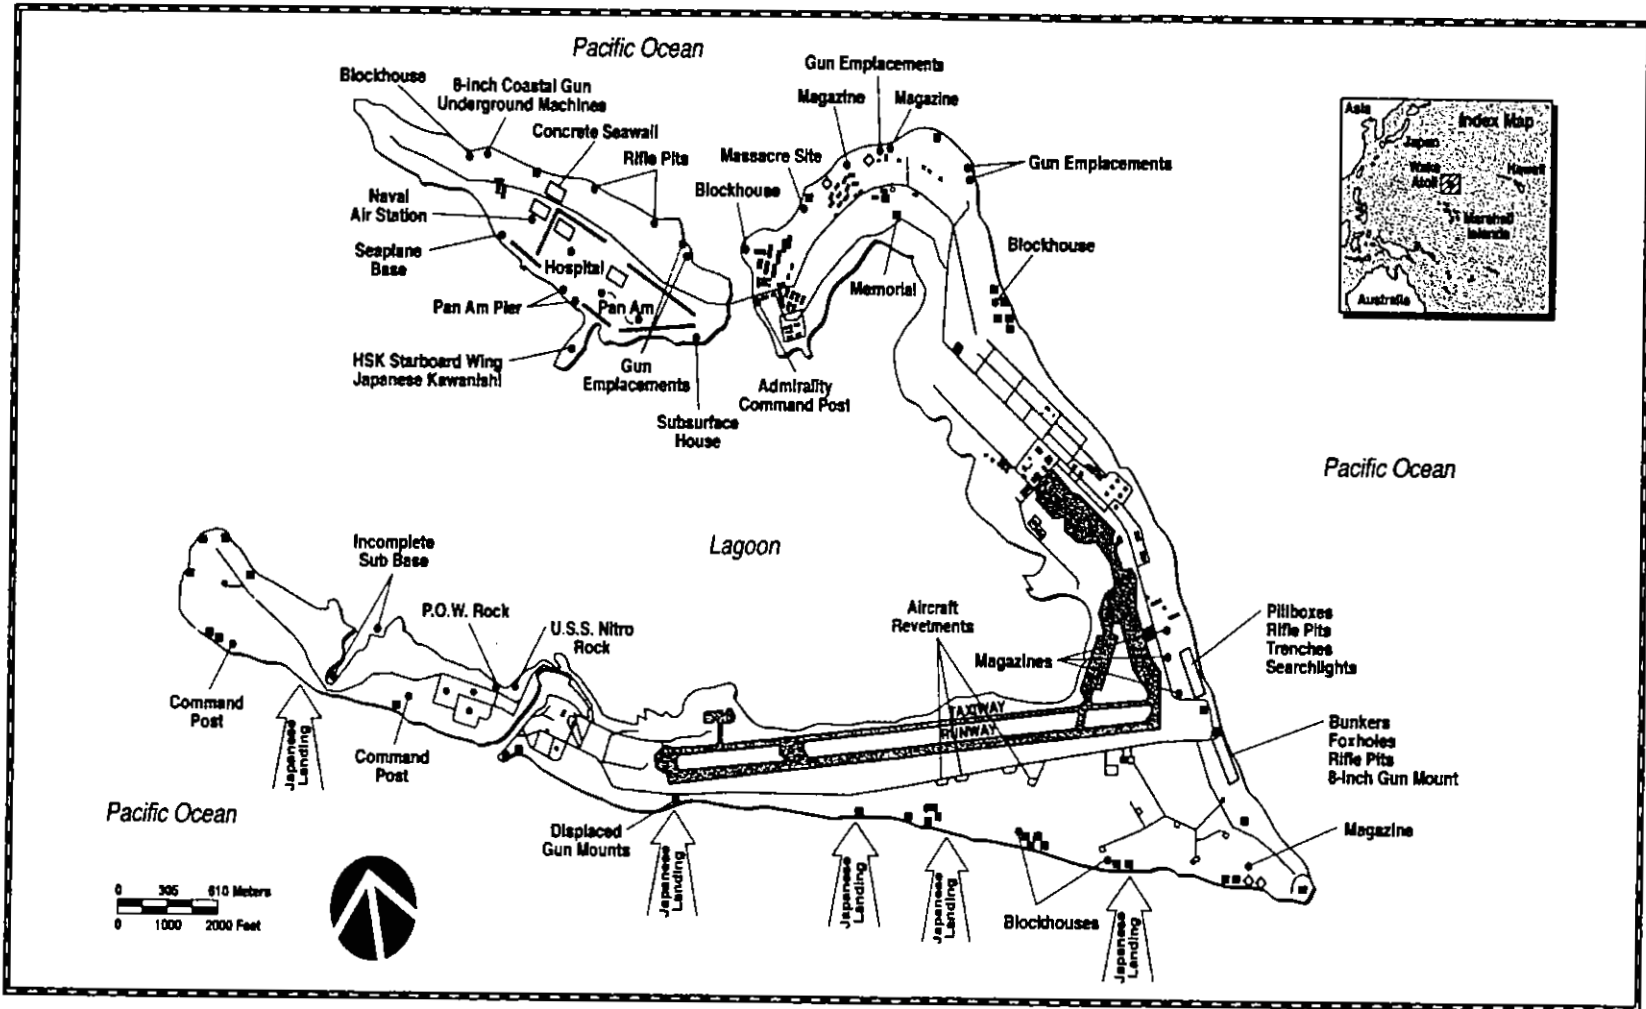 Pacific Ocean
Blockhouse
8-Inch Coastal Gun
Underground Machines
Concrete Seawall
Rifle Pits
Naval
Air Station
Seaplane
Base
Hospital
Pan Am Pier
Pan Am
HSK Starboard Wing
Japanese Kawanishi
Gun
Emplacements
Subsurface
House
Gun Emplacements
Magazine
Magazine
Massacre Site
Blockhouse
Gun Emplacements
Blockhouse
Memorial
Admirality
Command Post
Asia
Index Map
Japan
Wake
Atoll
Hawaii
Marshall
Islands
Australia
Pacific Ocean
Lagoon
Incomplete
Sub Base
P.O.W. Rock
U.S.S. Nitro
Rock
Aircraft
Revetments
Magazines
Pillboxes
Rifle Pits
Trenches
Searchlights
Command
Post
Japanese
Landing
Command
Post
TAXIWAY
RUNWAY
Bunkers
Foxholes
Rifle Pits
8-Inch Gun Mount
Pacific Ocean
Displaced
Gun Mounts
Magazine
Japanese
Landing
Japanese
Landing
Japanese
Landing
Blockhouses
Japanese
Landing
0 305 610 Meters
0 1000 2000 Feet